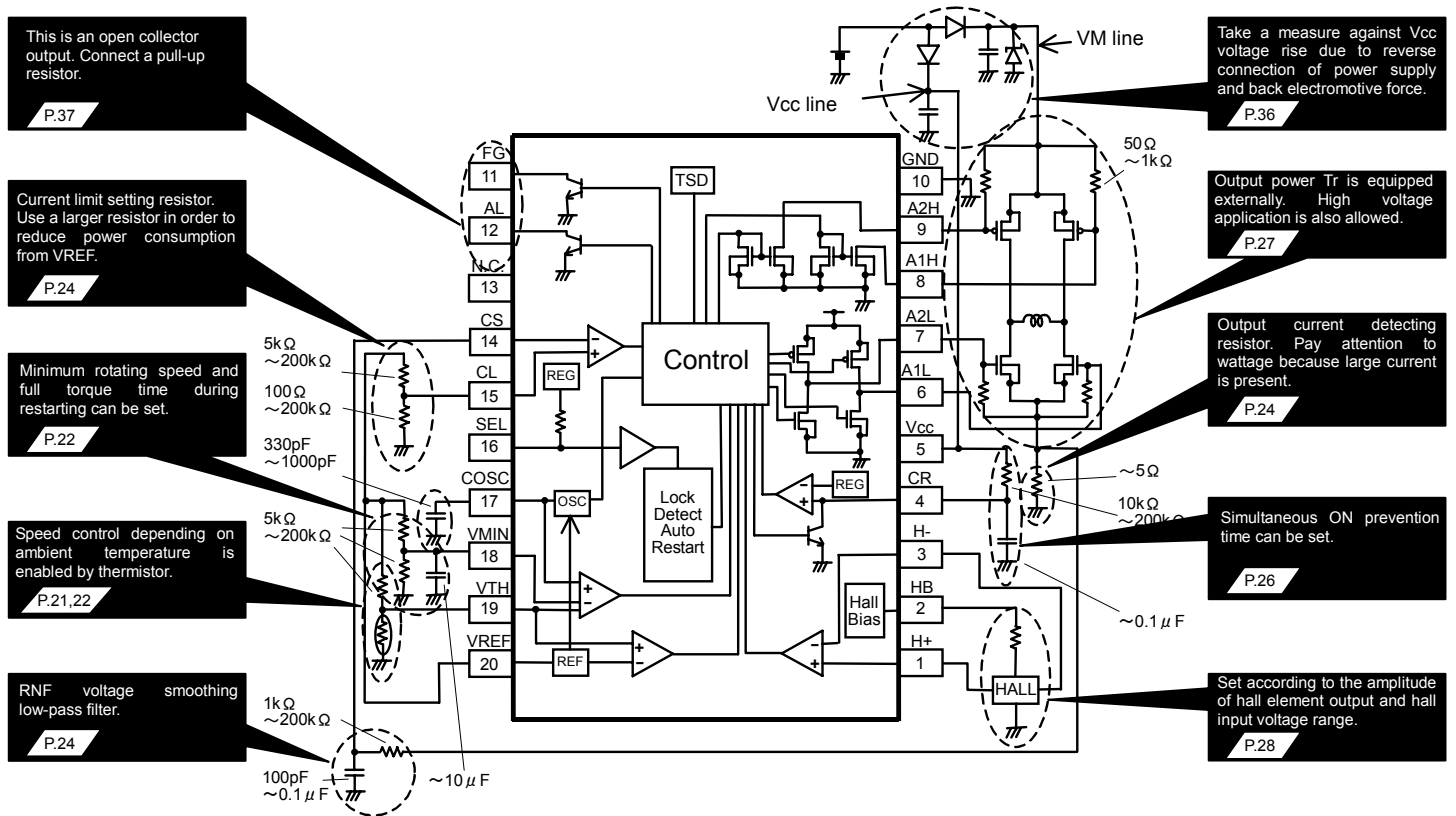 This is an open collector
output. Connect a pull-up
resistor.
P.37
Current limit setting resistor.
Use a larger resistor in order to
reduce power consumption
from VREF.
P.24
Minimum rotating speed and
full torque time during
restarting can be set.
P.22
Speed control depending on
ambient temperature is
enabled by thermistor.
P.21,22
RNF voltage smoothing
low-pass filter.
P.24
5kΩ
～200kΩ
100Ω
～200kΩ
330pF
～1000pF
5kΩ
～200kΩ
1kΩ
～200kΩ
100pF
～0.1μF
～10μF
FG
11
AL
12
N.C.
13
CS
14
CL
15
SEL
16
COSC
17
VMIN
18
VTH
19
VREF
20
TSD
Control
REG
OSC
Lock
Detect
Auto
Restart
REF
REG
Hall
Bias
GND
10
A2H
9
A1H
8
A2L
7
A1L
6
Vcc
5
CR
4
H-
3
HB
2
H+
1
HALL
VM line
Vcc line
50Ω
～1kΩ
～5Ω
10kΩ
～200kΩ
～0.1μF
Take a measure against Vcc
voltage rise due to reverse
connection of power supply
and back electromotive force.
P.36
Output power Tr is equipped
externally. High voltage
application is also allowed.
P.27
Output current detecting
resistor. Pay attention to
wattage because large current
is present.
P.24
Simultaneous ON prevention
time can be set.
P.26
Set according to the amplitude
of hall element output and hall
input voltage range.
P.28